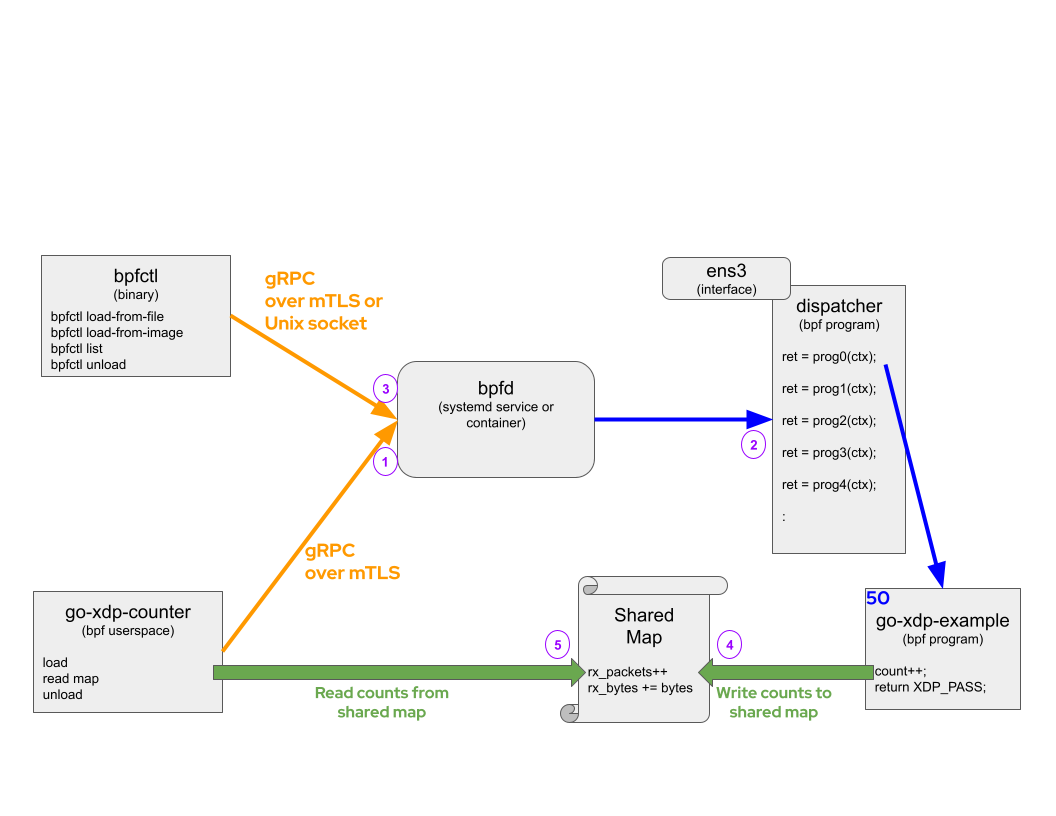 bpfctl
(binary)
bpfctl load-from-file
bpfctl load-from-image
bpfctl list
bpfctl unload
gRPC
over mTLS or
Unix socket
3
1
bpfd
(systemd service or
container)
2
ens3
(interface)
dispatcher
(bpf program)
ret = prog0(ctx);
ret = prog1(ctx);
ret = prog2(ctx);
ret = prog3(ctx);
ret = prog4(ctx);
:
gRPC
over mTLS
go-xdp-counter
(bpf userspace)
load
read map
unload
Read counts from
shared map
5
Shared
Map
rx_packets++
rx_bytes += bytes
4
Write counts to
shared map
50
go-xdp-example
(bpf program)
count++;
return XDP_PASS;